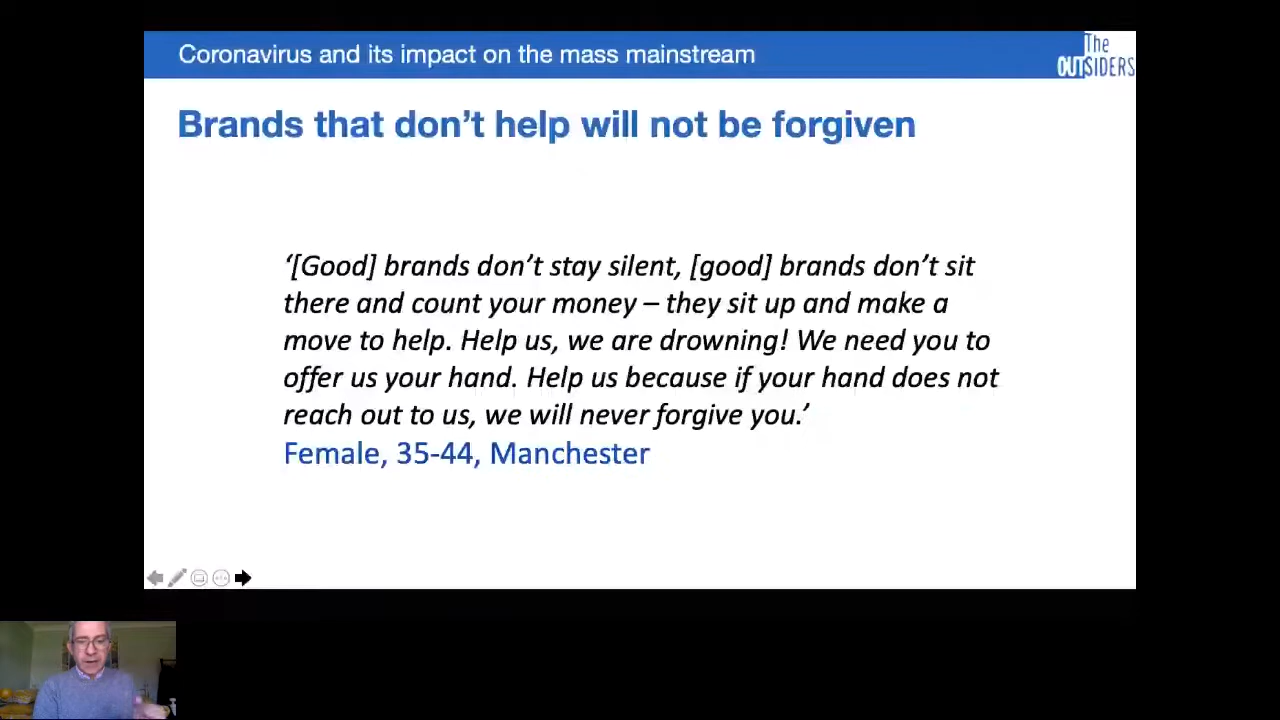 Coronavirus and its impact on the mass mainstream
The
OUTSIDERS
Brands that don’t help will not be forgiven
‘[Good] brands don’t stay silent, [good] brands don’t sit
there and count your money – they sit up and make a
move to help. Help us, we are drowning! We need you to
offer us your hand. Help us because if your hand does not
reach out to us, we will never forgive you.’
Female, 35-44, Manchester